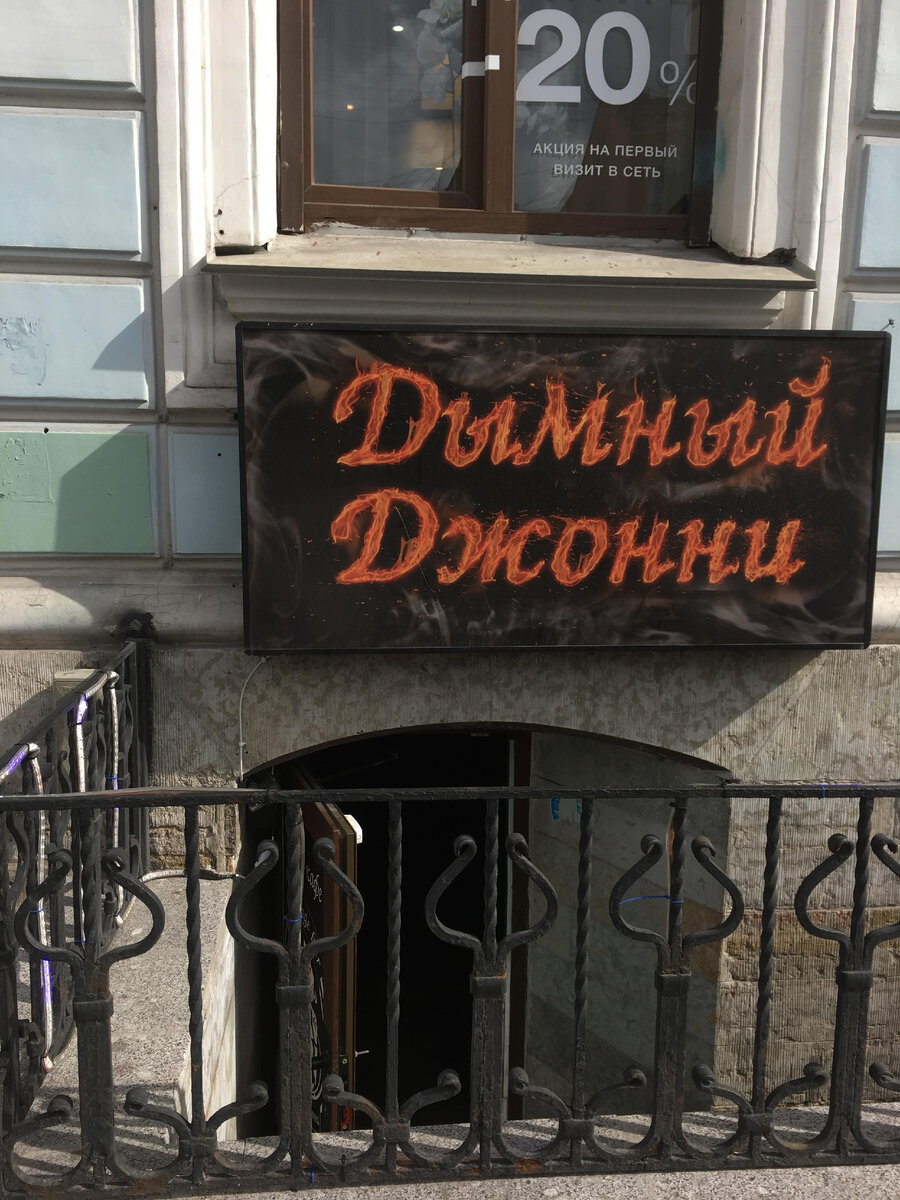 -20%
АКЦИЯ НА ПЕРВЫЙ
ВИЗИТ В СЕТЬ
Дымный
Джонни